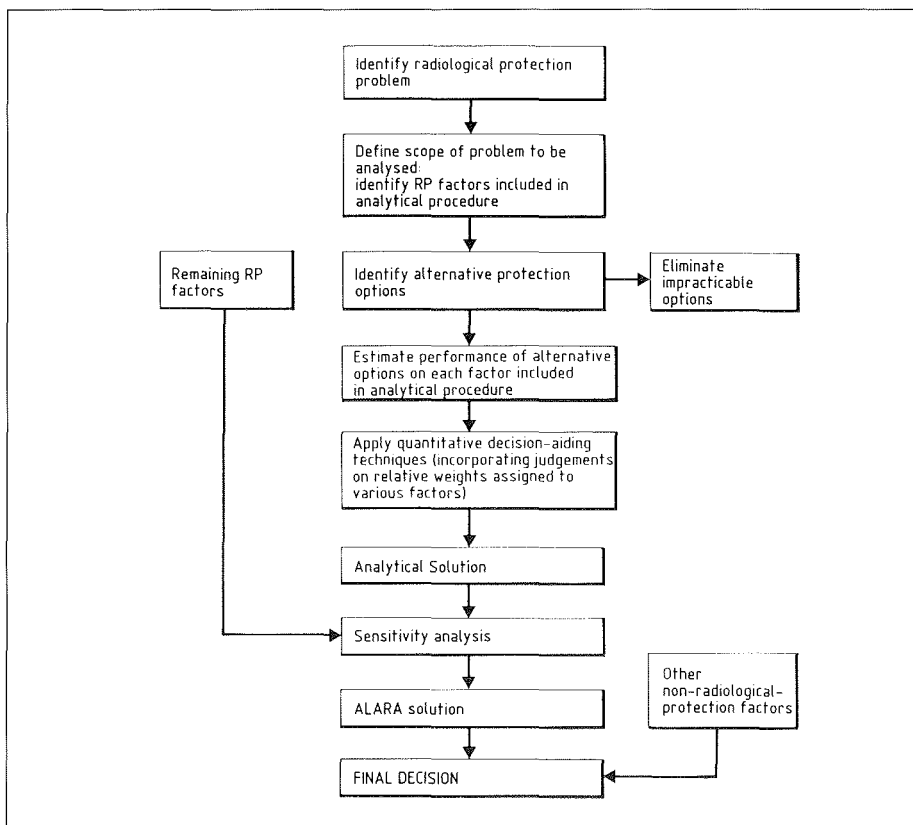 Identify radiological protection
problem
Define scope of problem to be
analysed:
identify RP factors included in
analytical procedure
Remaining RP
factors
Identify alternative protection
options
Eliminate
impracticable
options
Estimate performance of alternative
options on each factor included
in analytical procedure
Apply quantitative decision-aiding
techniques (incorporating judgements
on relative weights assigned to
various factors)
Analytical Solution
Sensitivity analysis
ALARA solution
Other
non-radiological-
protection factors
FINAL DECISION